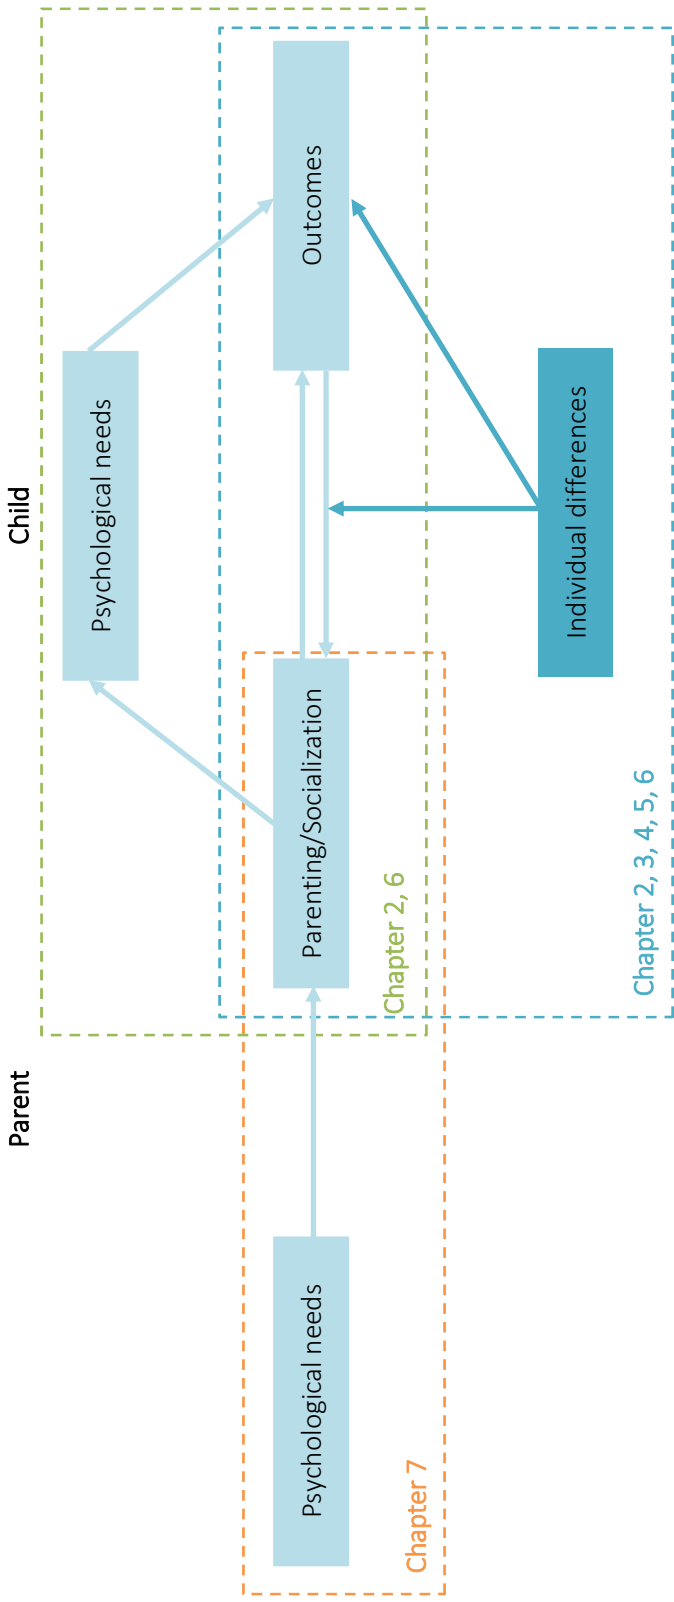 Parent
Child
Psychological needs
Psychological needs
Parenting/Socialization
Outcomes
Chapter 2, 6
Chapter 7
Individual differences
Chapter 2, 3, 4, 5, 6